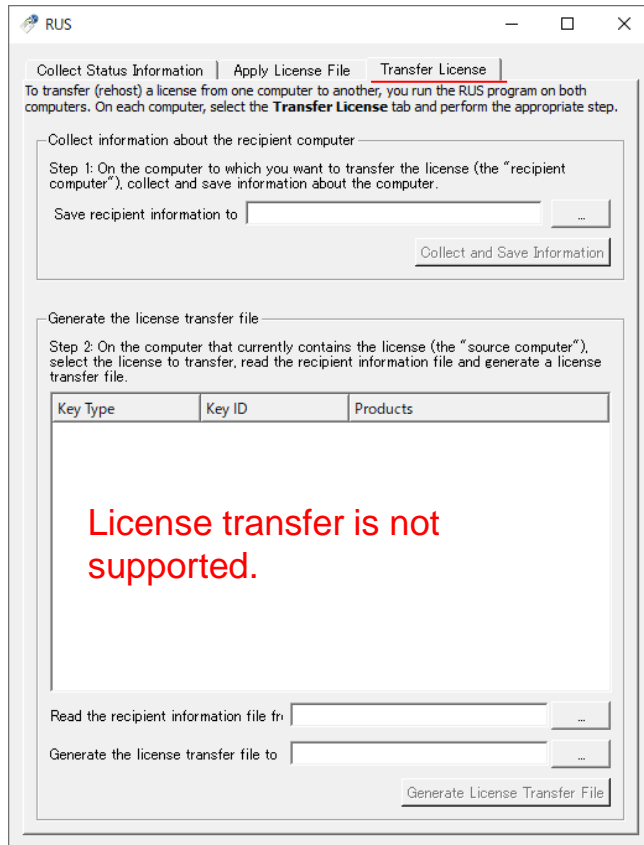 RUS
Collect Status Information
Apply License File
Transfer License
To transfer (rehost) a license from one computer to another, you run the RUS program on both
computers. On each computer, select the Transfer License tab and perform the appropriate step.
Collect information about the recipient computer
Step 1: On the computer to which you want to transfer the license (the "recipient
computer"), collect and save information about the computer.
Save recipient information to
...
Collect and Save Information
Generate the license transfer file
Step 2: On the computer that currently contains the license (the "source computer"),
select the license to transfer, read the recipient information file and generate a license
transfer file.
Key Type
Key ID
Products
License transfer is not
supported.
Read the recipient information file fr
...
Generate the license transfer file to
...
Generate License Transfer File